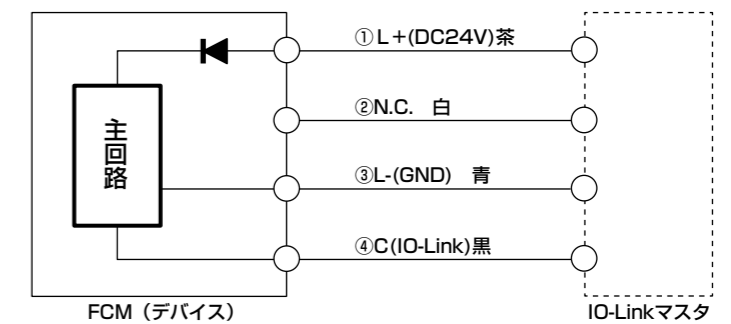 ①L+(DC24V)茶
②N.C. 白
主回路
③L-(GND) 青
④C(IO-Link)黒
FCM（デバイス）
IO-Linkマスタ